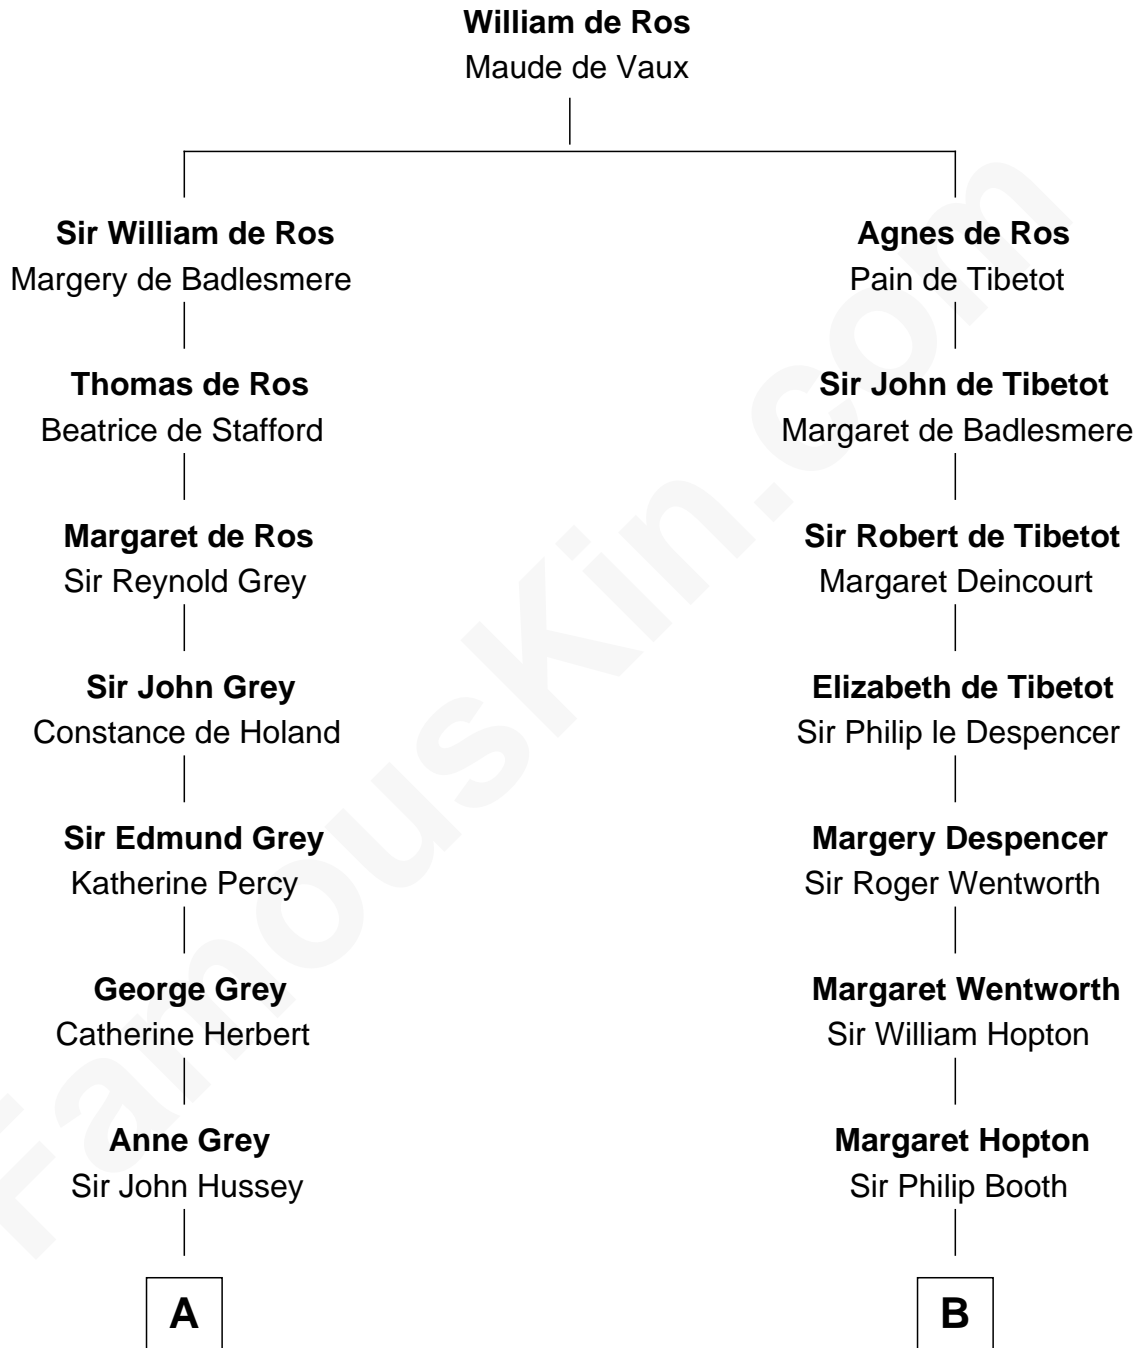 William de Ros
Maude de Vaux
Sir William de Ros
Margery de Badlesmere
Agnes de Ros
Pain de Tibetot
Thomas de Ros
Beatrice de Stafford
Sir John de Tibetot
Margaret de Badlesmere
Margaret de Ros
Sir Reynold Grey
Sir Robert de Tibetot
Margaret Deincourt
Sir John Grey
Constance de Holand
Elizabeth de Tibetot
Sir Philip le Despencer
Sir Edmund Grey
Katherine Percy
Margery Despencer
Sir Roger Wentworth
George Grey
Catherine Herbert
Margaret Wentworth
Sir William Hopton
Anne Grey
Sir John Hussey
Margaret Hopton
Sir Philip Booth
A
B
FamousKin.com